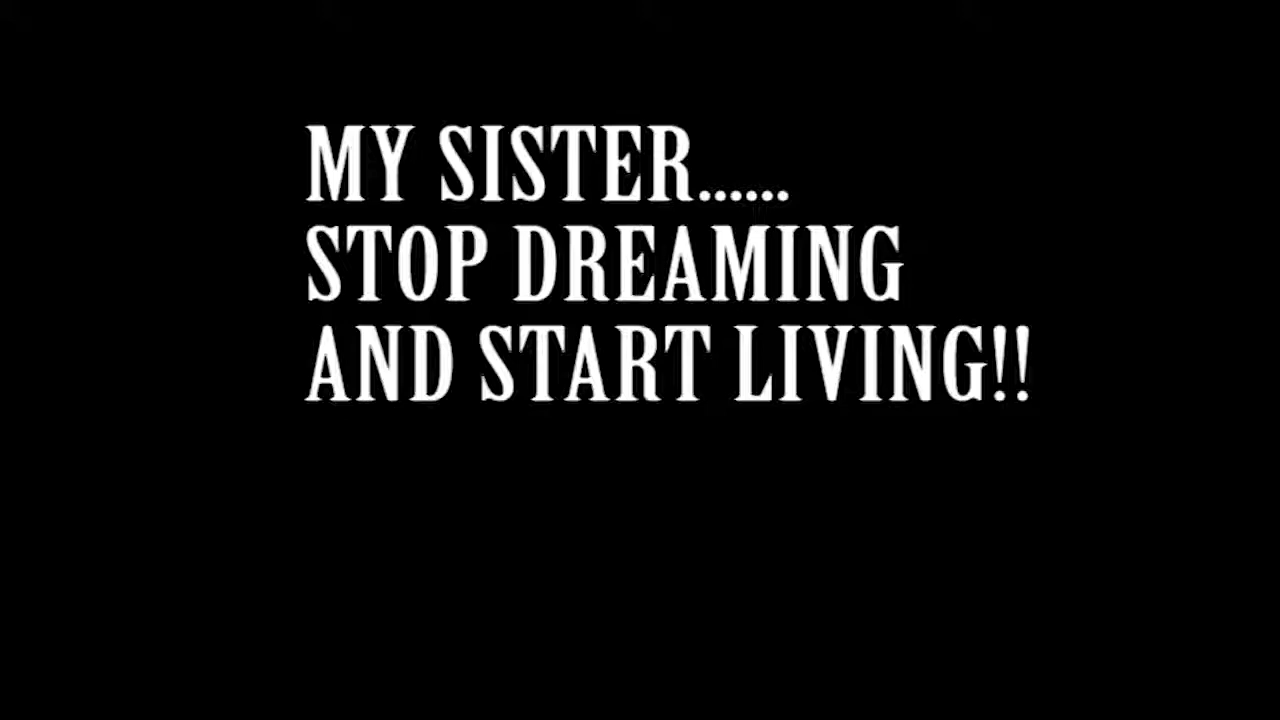 MY SISTER......
STOP DREAMING
AND START LIVING!!